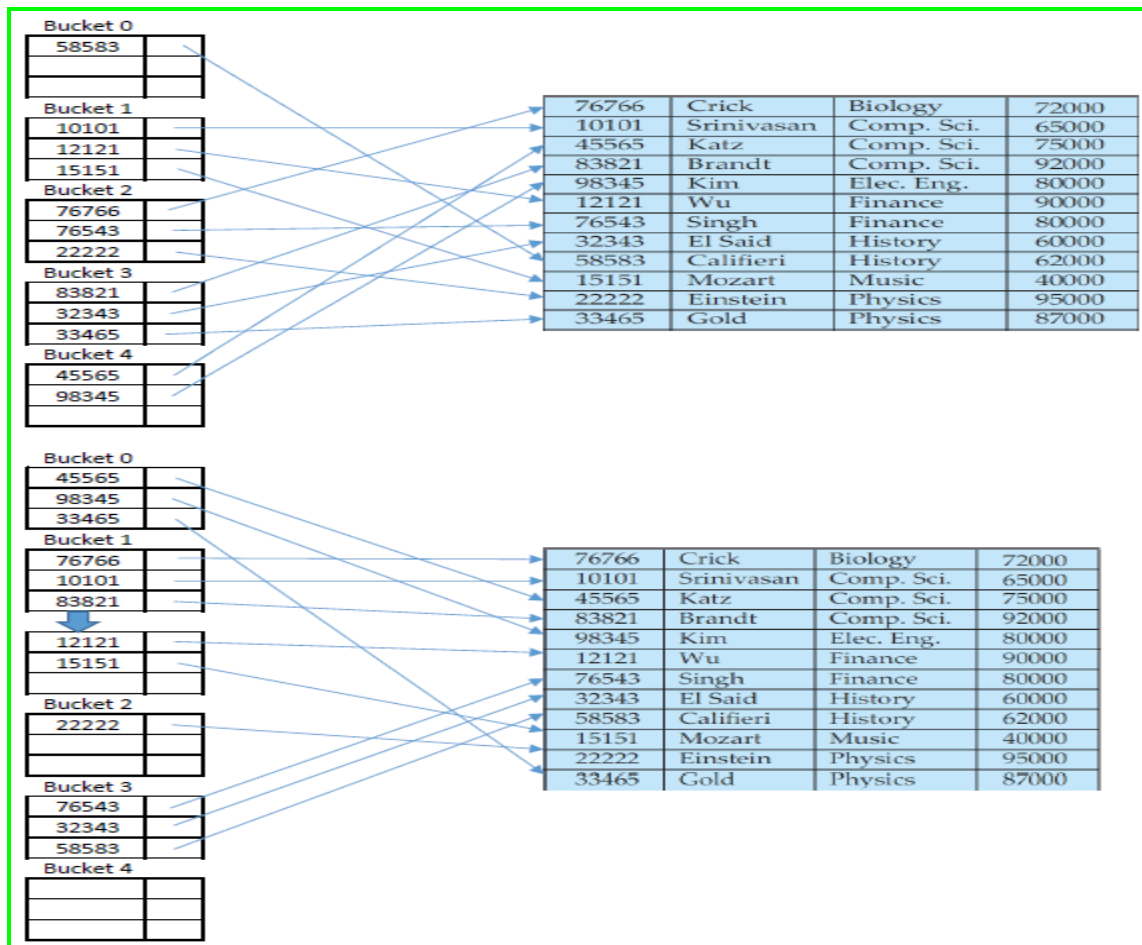 Bucket 0
58583
Bucket 1
10101
12121
15151
Bucket 2
76766
76543
22222
Bucket 3
83821
32343
33465
Bucket 4
45565
98345
76766 Crick Biology 72000
10101 Srinivasan Comp. Sci. 65000
45565 Katz Comp. Sci. 75000
83821 Brandt Comp. Sci. 92000
98345 Kim Elec. Eng. 80000
12121 Wu Finance 90000
76543 Singh Finance 80000
32343 El Said History 60000
58583 Califieri History 62000
15151 Mozart Music 40000
22222 Einstein Physics 95000
33465 Gold Physics 87000
Bucket 0
45565
98345
33465
Bucket 1
76766
10101
83821
12121
15151
Bucket 2
22222
Bucket 3
76543
32343
58583
Bucket 4
76766 Crick Biology 72000
10101 Srinivasan Comp. Sci. 65000
45565 Katz Comp. Sci. 75000
83821 Brandt Comp. Sci. 92000
98345 Kim Elec. Eng. 80000
12121 Wu Finance 90000
76543 Singh Finance 80000
32343 El Said History 60000
58583 Califieri History 62000
15151 Mozart Music 40000
22222 Einstein Physics 95000
33465 Gold Physics 87000